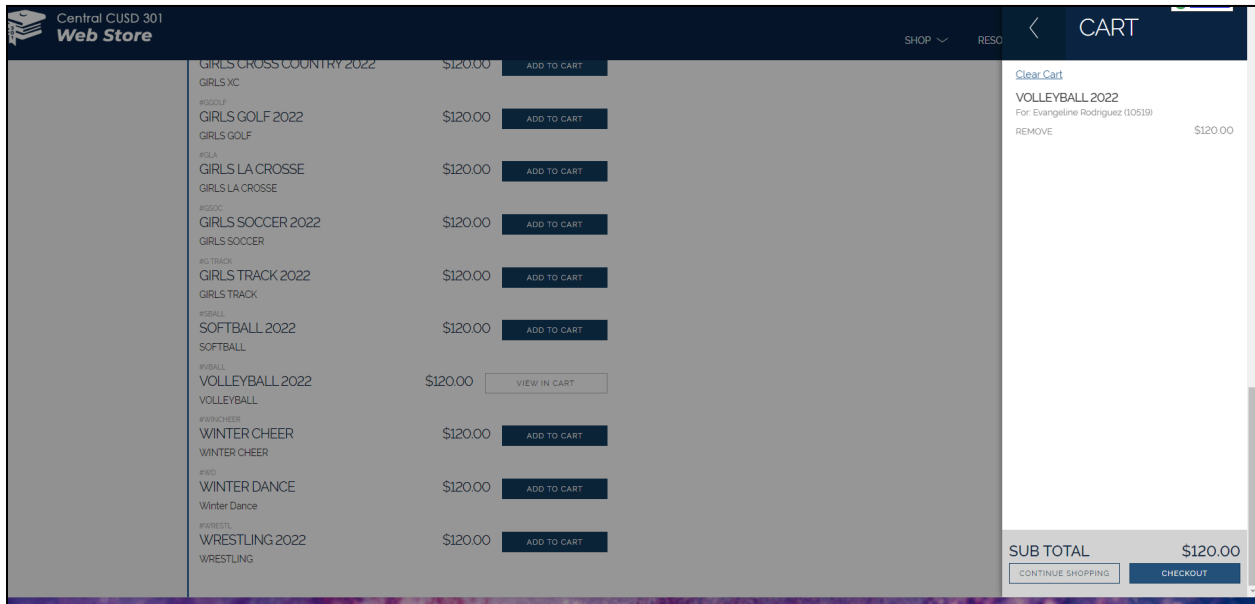 Central CUSD 301
Web Store
SHOP
RESO
CART
Clear Cart
VOLLEYBALL 2022
For: Evangeline Rodriguez (10519)
REMOVE $120.00
GIRLS CROSS COUNTRY 2022 $120.00 ADD TO CART
GIRLS XC
#GGOLF
GIRLS GOLF 2022 $120.00 ADD TO CART
GIRLS GOLF
#GLA
GIRLS LA CROSSE $120.00 ADD TO CART
GIRLS LA CROSSE
#GSOC
GIRLS SOCCER 2022 $120.00 ADD TO CART
GIRLS SOCCER
#G TRACK
GIRLS TRACK 2022 $120.00 ADD TO CART
GIRLS TRACK
#SBALL
SOFTBALL 2022 $120.00 ADD TO CART
SOFTBALL
#VBALL
VOLLEYBALL 2022 $120.00 VIEW IN CART
VOLLEYBALL
#WINCHEER
WINTER CHEER $120.00 ADD TO CART
WINTER CHEER
#WD
WINTER DANCE $120.00 ADD TO CART
Winter Dance
#WRESTL
WRESTLING 2022 $120.00 ADD TO CART
WRESTLING
SUB TOTAL $120.00
CONTINUE SHOPPING CHECKOUT